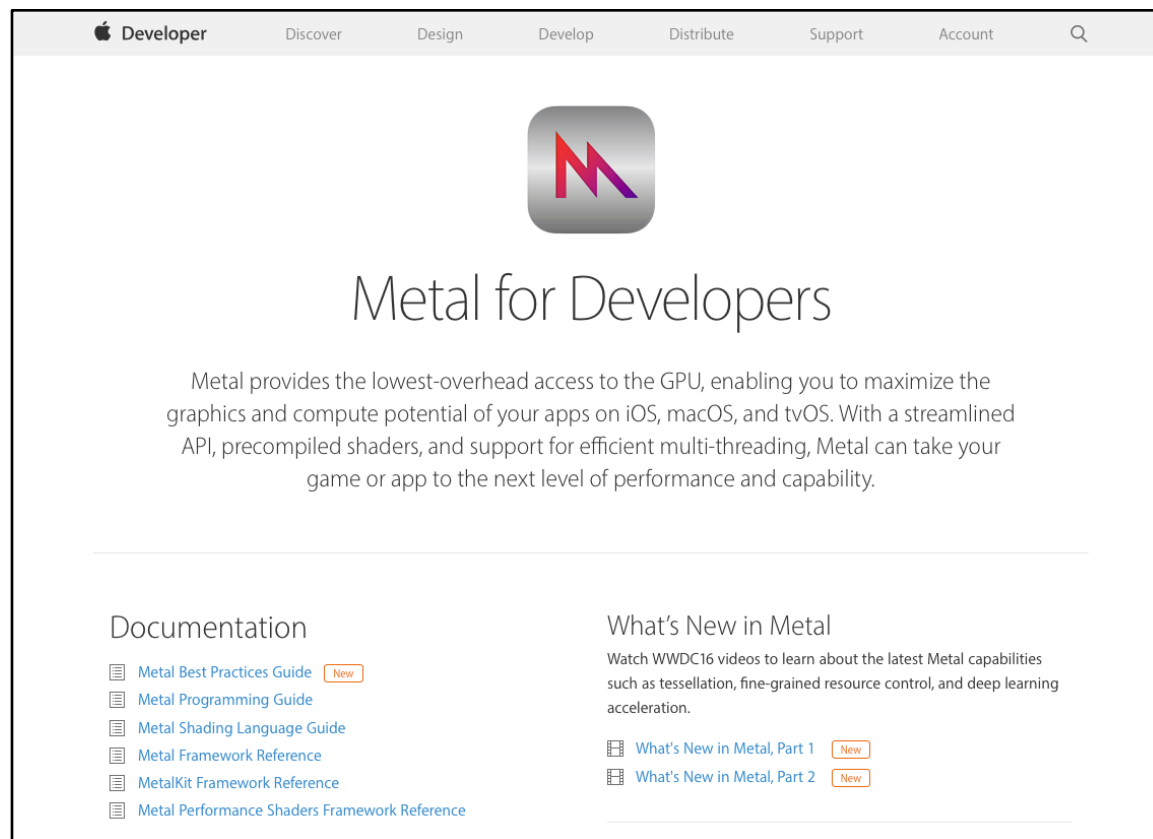 Developer Discover Design Develop Distribute Support Account
Metal for Developers
Metal provides the lowest-overhead access to the GPU, enabling you to maximize the
graphics and compute potential of your apps on iOS, macOS, and tvOS. With a streamlined
API, precompiled shaders, and support for efficient multi-threading, Metal can take your
game or app to the next level of performance and capability.
Documentation
Metal Best Practices Guide New
Metal Programming Guide
Metal Shading Language Guide
Metal Framework Reference
MetalKit Framework Reference
Metal Performance Shaders Framework Reference
What's New in Metal
Watch WWDC16 videos to learn about the latest Metal capabilities
such as tessellation, fine-grained resource control, and deep learning
acceleration.
What's New in Metal, Part 1 New
What's New in Metal, Part 2 New